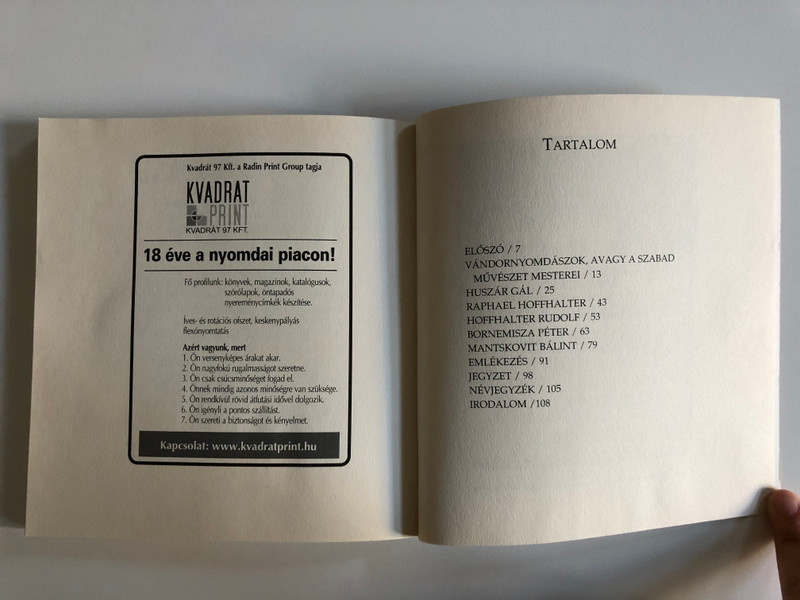 Kvadrát 97 Kft. a Radin Print Group tagja
KVADRAT
PRINT
KVADRÁT 97 KFT.
18 éve a nyomdai piacon!
Fő profilunk: könyvek, magazinok, katalógusok,
szórólapok, öntapadós
nyereménycímkék készítése.
Íves- és rotációs ofszet, keskenypályás
flexónyomtatás
Azért vagyunk, mert
1. Ön versenyképes árakat akar.
2. Ön nagyfokú rugalmasságot szeretne.
3. Ön csak csúcsminőséget fogad el.
4. Önnek mindig azonos minőségre van szüksége.
5. Ön rendkívül rövid átfutási idővel dolgozik.
6. Ön igényli a pontos szállítást.
7. Ön szereti a biztonságot és kényelmet.
Kapcsolat: www.kvadratprint.hu
TARTALOM
ELŐSZÓ / 7
VÁNDORNYOMDÁSZOK, AVAGY A SZABAD
MŰVÉSZET MESTEREI / 13
HUSZÁR GÁL / 25
RAPHAEL HOFFHALTER / 43
HOFFHALTER RUDOLF / 53
BORNEMISZA PÉTER / 63
MANTSKOVIT BÁLINT / 79
EMLÉKEZÉS / 91
JEGYZET / 98
NÉVJEGYZÉK / 105
IRODALOM /108